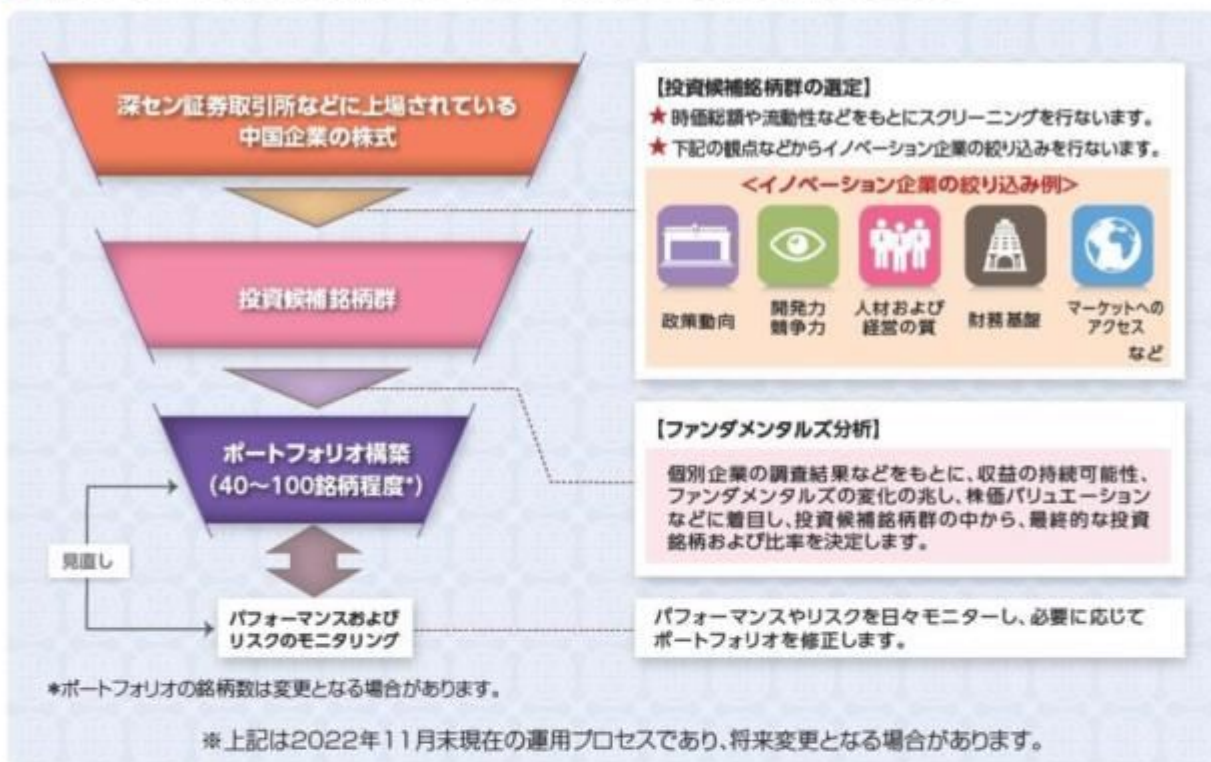 深セン証券取引所などに上場されている
中国企業の株式
投資候補銘柄群
ポートフォリオ構築
(40～100銘柄程度*)
見直し
パフォーマンスおよび
リスクのモニタリング
【投資候補銘柄群の選定】
★時価総額や流動性などをもとにスクリーニングを行ないます。
★下記の観点などからイノベーション企業の絞り込みを行ないます。
<イノベーション企業の絞り込み例>
政策動向
開発力
競争力
人材および
経営の質
財務基盤
マーケットへの
アクセス
など
【ファンダメンタルズ分析】
個別企業の調査結果などをもとに、収益の持続可能性、
ファンダメンタルズの変化の兆し、株価バリュエーション
などに着目し、投資候補銘柄群の中から、最終的な投資
銘柄および比率を決定します。
パフォーマンスやリスクを日々モニターし、必要に応じて
ポートフォリオを修正します。
*ポートフォリオの銘柄数は変更となる場合があります。
※上記は2022年11月末現在の運用プロセスであり、将来変更となる場合があります。